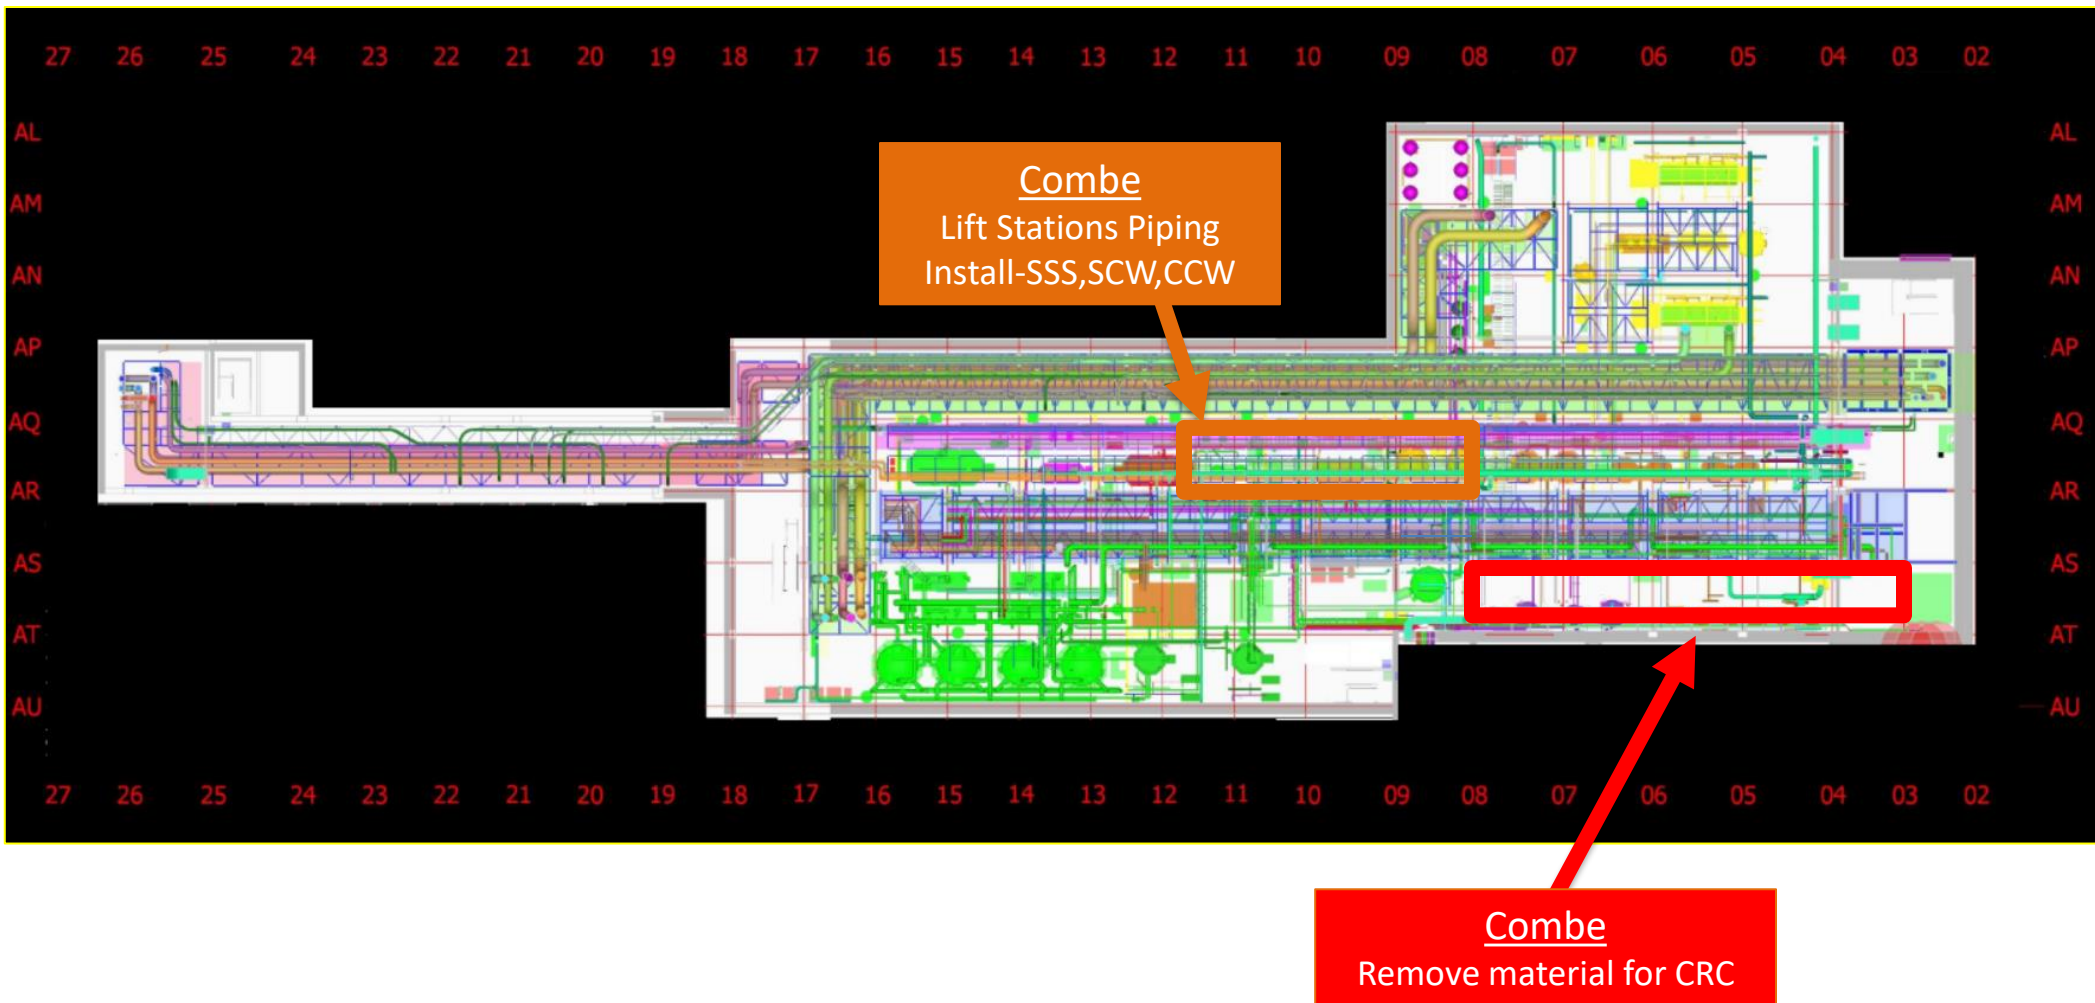 27 26 25 24 23 22 21 20 19 18 17 16 15 14 13 12 11 10 09 08 07 06 05 04 03 02
AL AL
Combe
Lift Stations Piping
Install-SSS,SCW,CCW
AM AM
AN AN
AP AP
AQ AQ
AR AR
AS AS
AT AT
AU AU
27 26 25 24 23 22 21 20 19 18 17 16 15 14 13 12 11 10 09 08 07 06 05 04 03 02
Combe
Remove material for CRC